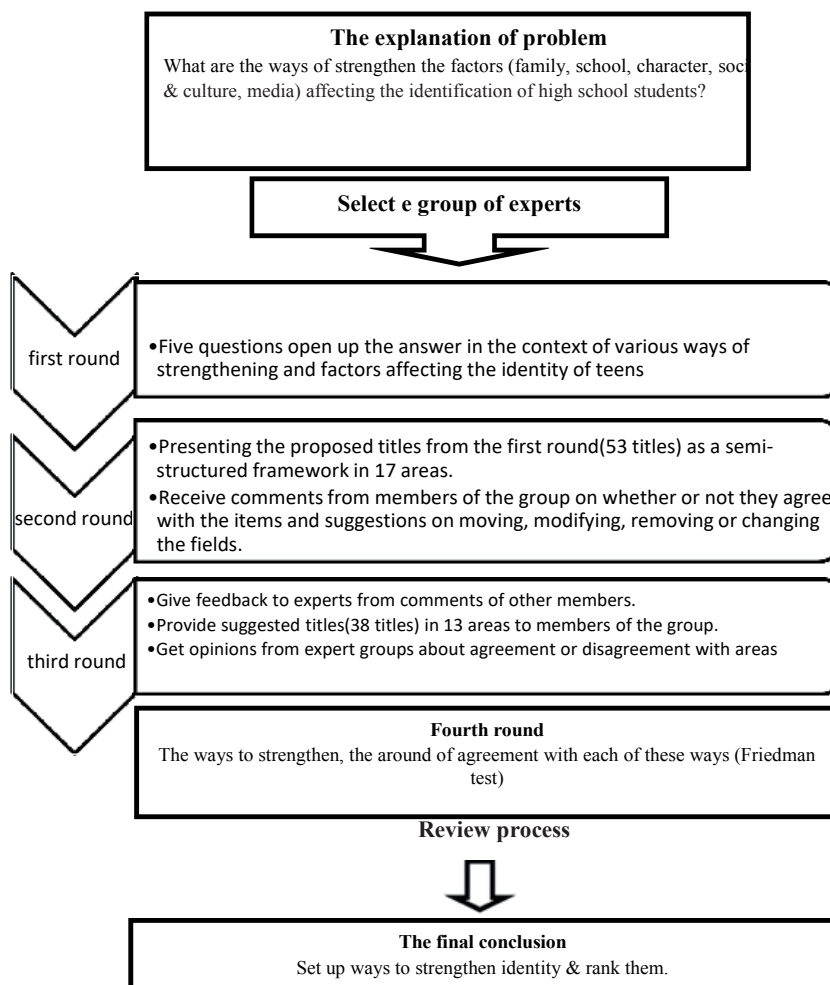 The explanation of problem
What are the ways of strengthen the factors (family, school, character, soci
& culture, media) affecting the identification of high school students?
Select e group of experts
first round
•Five questions open up the answer in the context of various ways of
strengthening and factors affecting the identity of teens
second round
•Presenting the proposed titles from the first round(53 titles) as a semi-
structured framework in 17 areas.
•Receive comments from members of the group on whether or not they agree
with the items and suggestions on moving, modifying, removing or changing
the fields.
third round
•Give feedback to experts from comments of other members.
•Provide suggested titles(38 titles) in 13 areas to members of the group.
•Get opinions from expert groups about agreement or disagreement with areas
Fourth round
The ways to strengthen, the around of agreement with each of these ways (Friedman
test)
Review process
The final conclusion
Set up ways to strengthen identity & rank them.